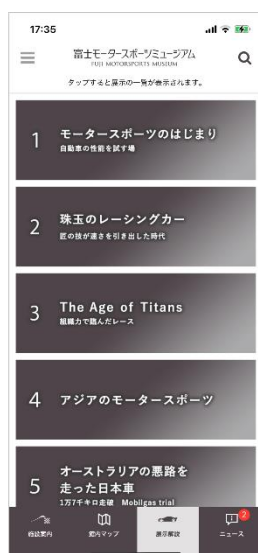 17:35
富士モータースポーツミュージアム
FUJI MOTORSPORTS MUSEUM
タップすると展示の一覧が表示されます。
1 モータースポーツのはじまり
自動車の性能を試す場
2 珠玉のレーシングカー
匠の技が速さを引き出した時代
3 The Age of Titans
組織力で臨んだレース
4 アジアのモータースポーツ
オーストラリアの悪路を
5 走った日本車
1万7千キロ走破 Mobilgas trial
施設案内 館内マップ 展示解説 2 ニュース